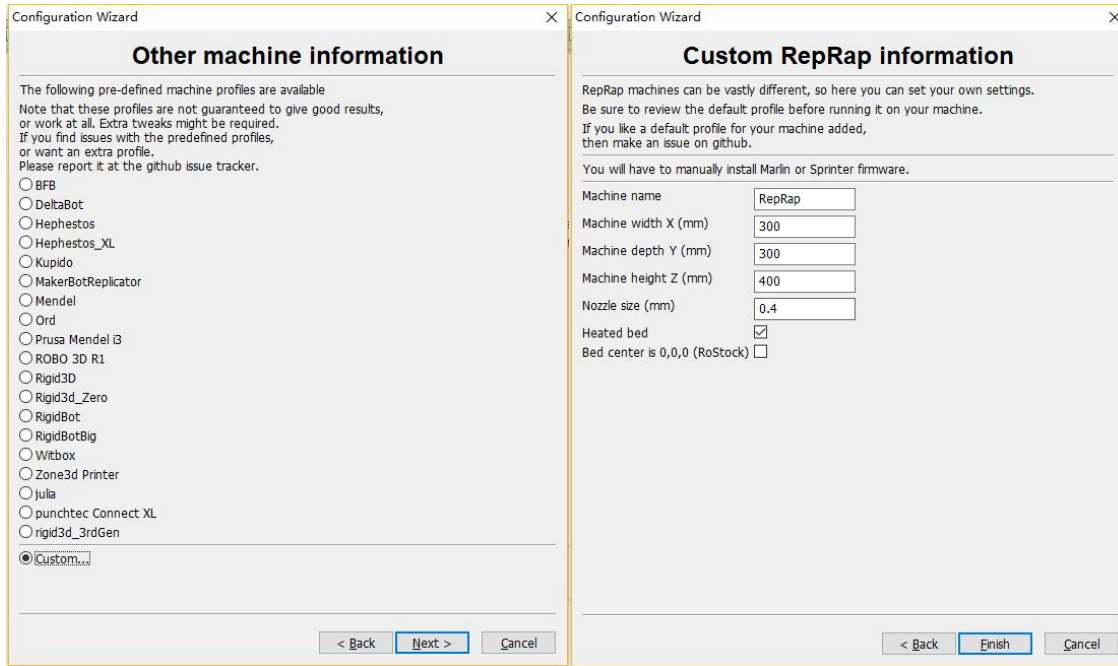 Configuration Wizard
Other machine information
The following pre-defined machine profiles are available
Note that these profiles are not guaranteed to give good results,
or work at all. Extra tweaks might be required.
If you find issues with the predefined profiles,
or want an extra profile.
Please report it at the github issue tracker.
BFB
DeltaBot
Hephestos
Hephestos_XL
Kupido
MakerBotReplicator
Mendel
Ord
Prusa Mendel i3
ROBO 3D R1
Rigid3D
Rigid3d_Zero
RigidBot
RigidBotBig
Witbox
Zone3d Printer
julia
punchtec Connect XL
rigid3d_3rdGen
Custom...
< Back Next > Cancel
Configuration Wizard
Custom RepRap information
RepRap machines can be vastly different, so here you can set your own settings.
Be sure to review the default profile before running it on your machine.
If you like a default profile for your machine added,
then make an issue on github.
You will have to manually install Marlin or Sprinter firmware.
Machine name RepRap
Machine width X (mm) 300
Machine depth Y (mm) 300
Machine height Z (mm) 400
Nozzle size (mm) 0.4
Heated bed
Bed center is 0,0,0 (RoStock)
< Back Finish Cancel